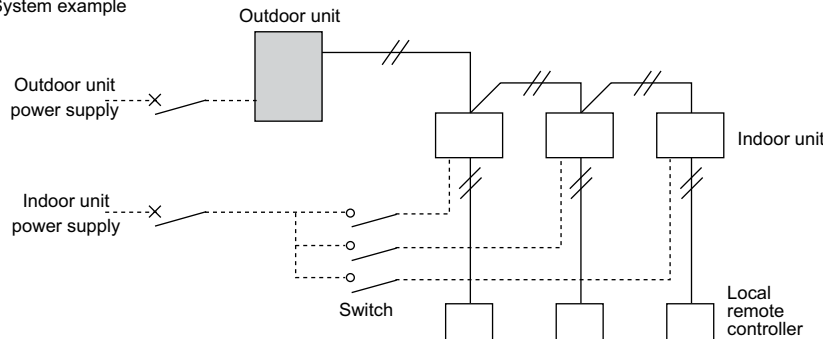 System example
Outdoor unit
Outdoor unit
power supply
Indoor unit
Indoor unit
power supply
Switch
Local
remote
controller